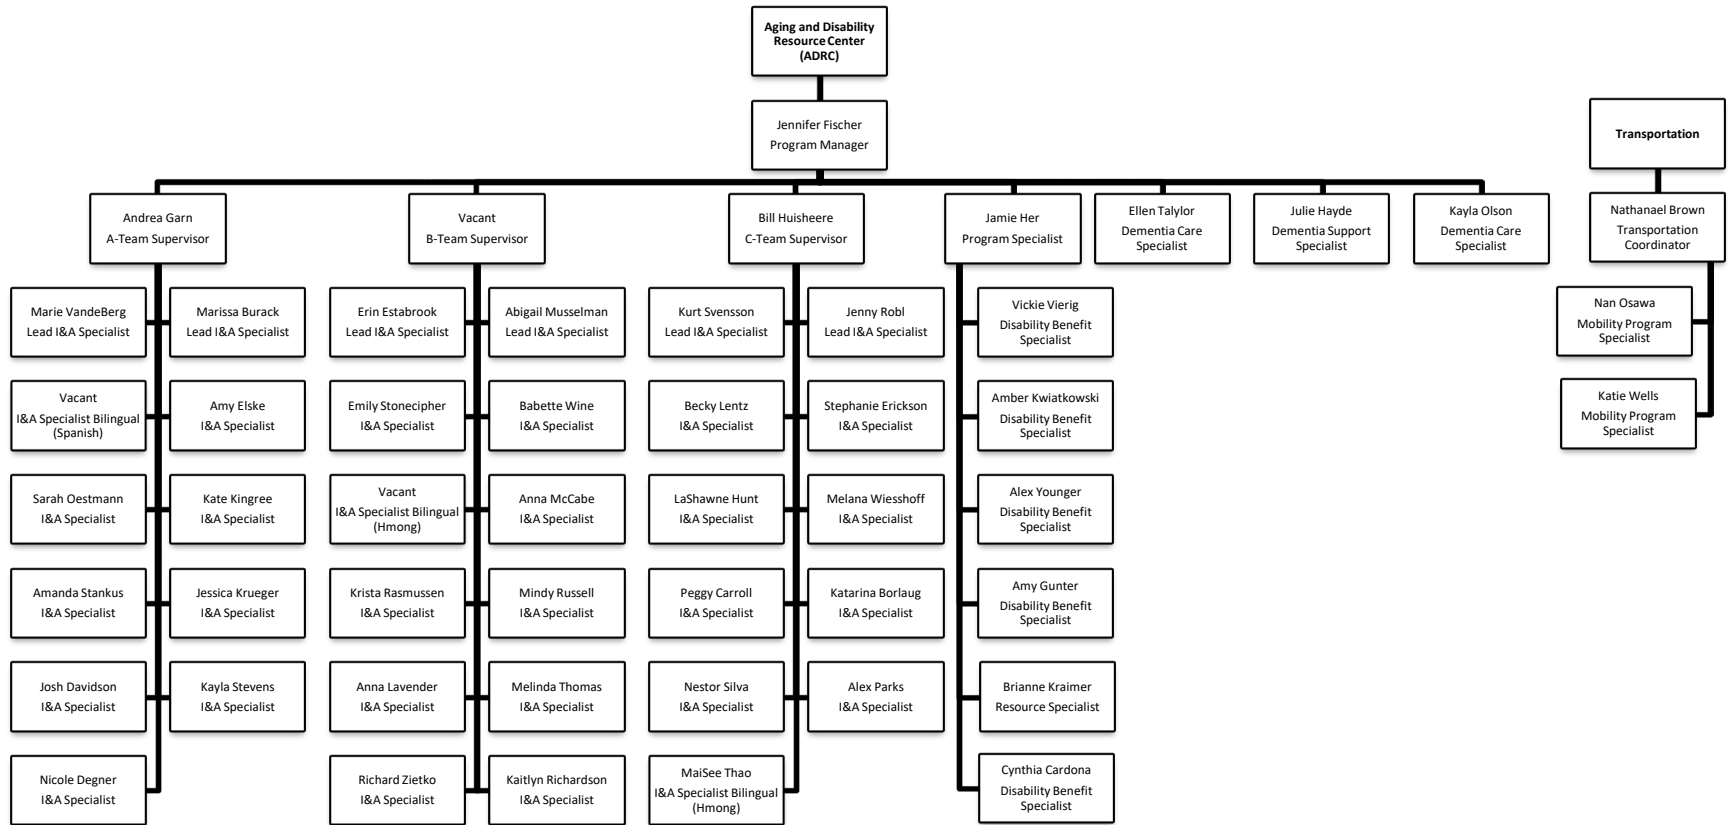 Aging and Disability
Resource Center
(ADRC)
Jennifer Fischer
Program Manager
Transportation
Andrea Garn
A-Team Supervisor
Vacant
B-Team Supervisor
Bill Huisheere
C-Team Supervisor
Jamie Her
Program Specialist
Ellen Talylor
Dementia Care
Specialist
Julie Hayde
Dementia Support
Specialist
Kayla Olson
Dementia Care
Specialist
Nathanael Brown
Transportation
Coordinator
Marie VandeBerg
Lead I&A Specialist
Marissa Burack
Lead I&A Specialist
Erin Estabrook
Lead I&A Specialist
Abigail Musselman
Lead I&A Specialist
Kurt Svensson
Lead I&A Specialist
Jenny Robl
Lead I&A Specialist
Vickie Vierig
Disability Benefit
Specialist
Nan Osawa
Mobility Program
Specialist
Vacant
I&A Specialist Bilingual
(Spanish)
Amy Elske
I&A Specialist
Emily Stonecipher
I&A Specialist
Babette Wine
I&A Specialist
Becky Lentz
I&A Specialist
Stephanie Erickson
I&A Specialist
Amber Kwiatkowski
Disability Benefit
Specialist
Katie Wells
Mobility Program
Specialist
Sarah Oestmann
I&A Specialist
Kate Kingree
I&A Specialist
Vacant
I&A Specialist Bilingual
(Hmong)
Anna McCabe
I&A Specialist
LaShawne Hunt
I&A Specialist
Melana Wiesshoff
I&A Specialist
Alex Younger
Disability Benefit
Specialist
Amanda Stankus
I&A Specialist
Jessica Krueger
I&A Specialist
Krista Rasmussen
I&A Specialist
Mindy Russell
I&A Specialist
Peggy Carroll
I&A Specialist
Katarina Borlaug
I&A Specialist
Amy Gunter
Disability Benefit
Specialist
Josh Davidson
I&A Specialist
Kayla Stevens
I&A Specialist
Anna Lavender
I&A Specialist
Melinda Thomas
I&A Specialist
Nestor Silva
I&A Specialist
Alex Parks
I&A Specialist
Brianne Kraimer
Resource Specialist
Nicole Degner
I&A Specialist
Richard Zietko
I&A Specialist
Kaitlyn Richardson
I&A Specialist
MaiSee Thao
I&A Specialist Bilingual
(Hmong)
Cynthia Cardona
Disability Benefit
Specialist